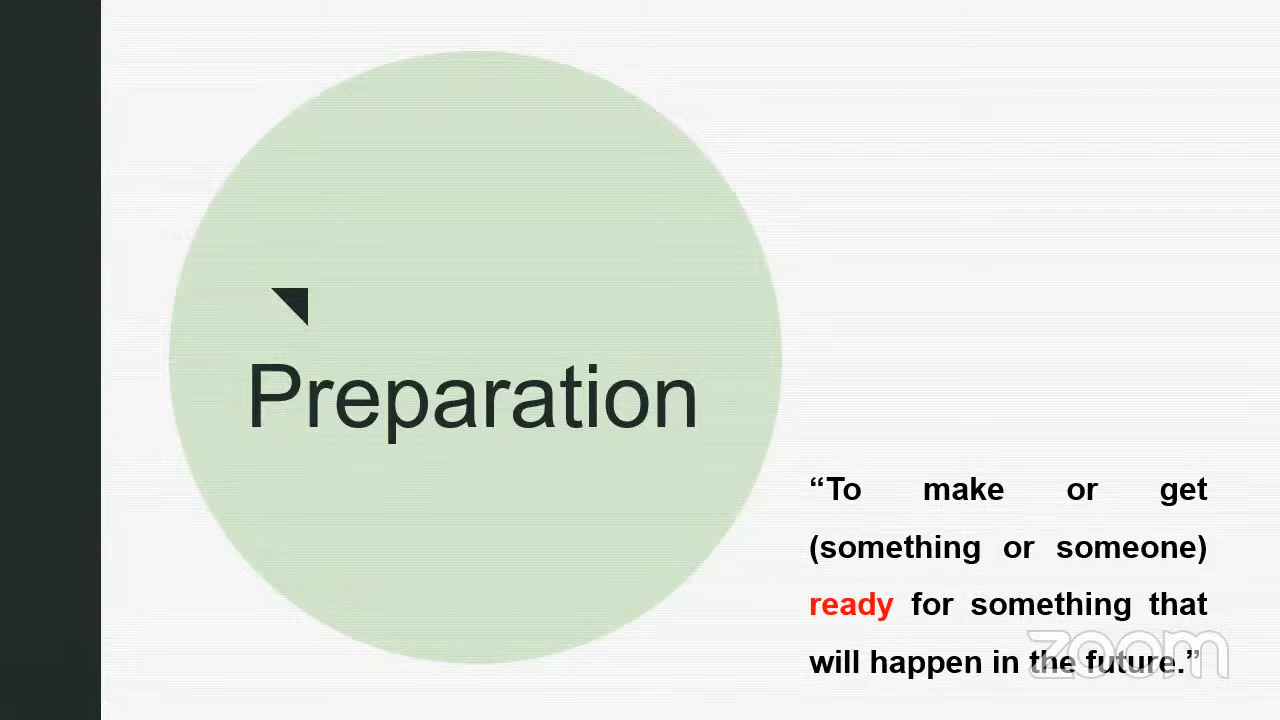 Preparation
“To make or get
(something or someone)
ready for something that
will happen in the future.”
zoom